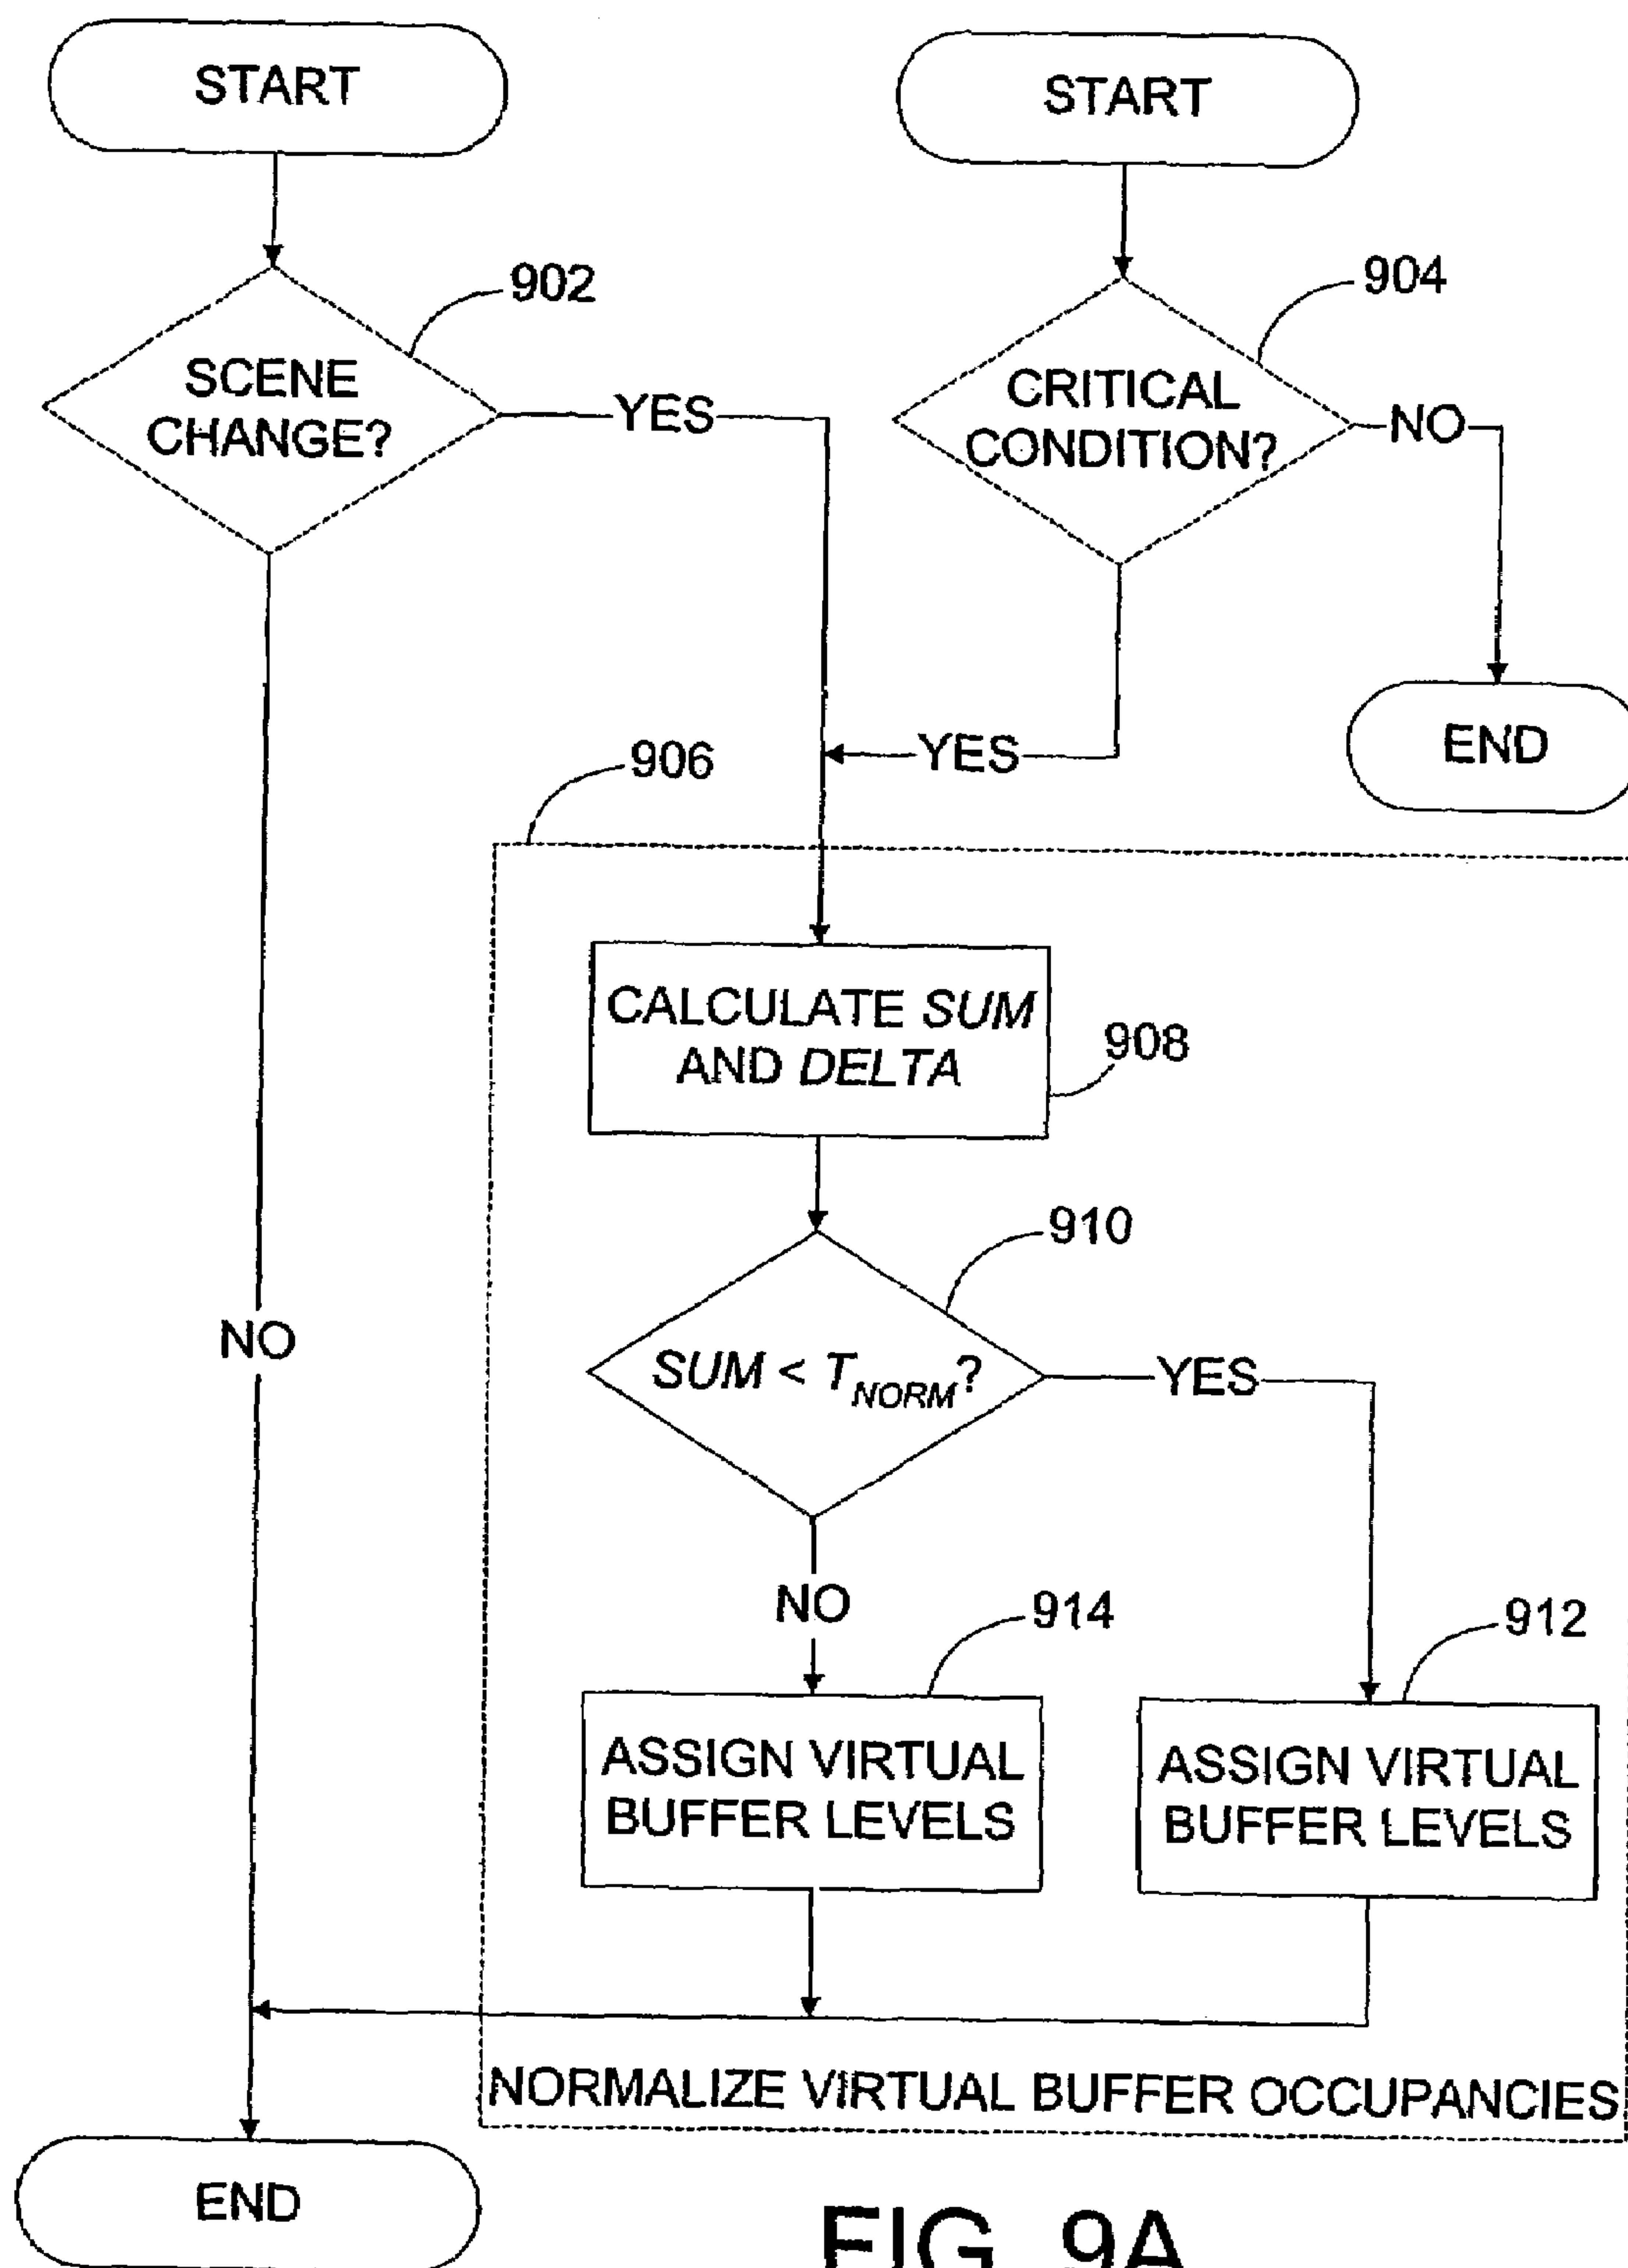 START
START
902
904
SCENE
CHANGE?
YES
CRITICAL
CONDITION?
NO
YES
END
906
CALCULATE SUM
AND DELTA
908
910
SUM < T_NORM?
YES
NO
NO
914
912
ASSIGN VIRTUAL
BUFFER LEVELS
ASSIGN VIRTUAL
BUFFER LEVELS
NORMALIZE VIRTUAL BUFFER OCCUPANCIES
END
FIG. 9A